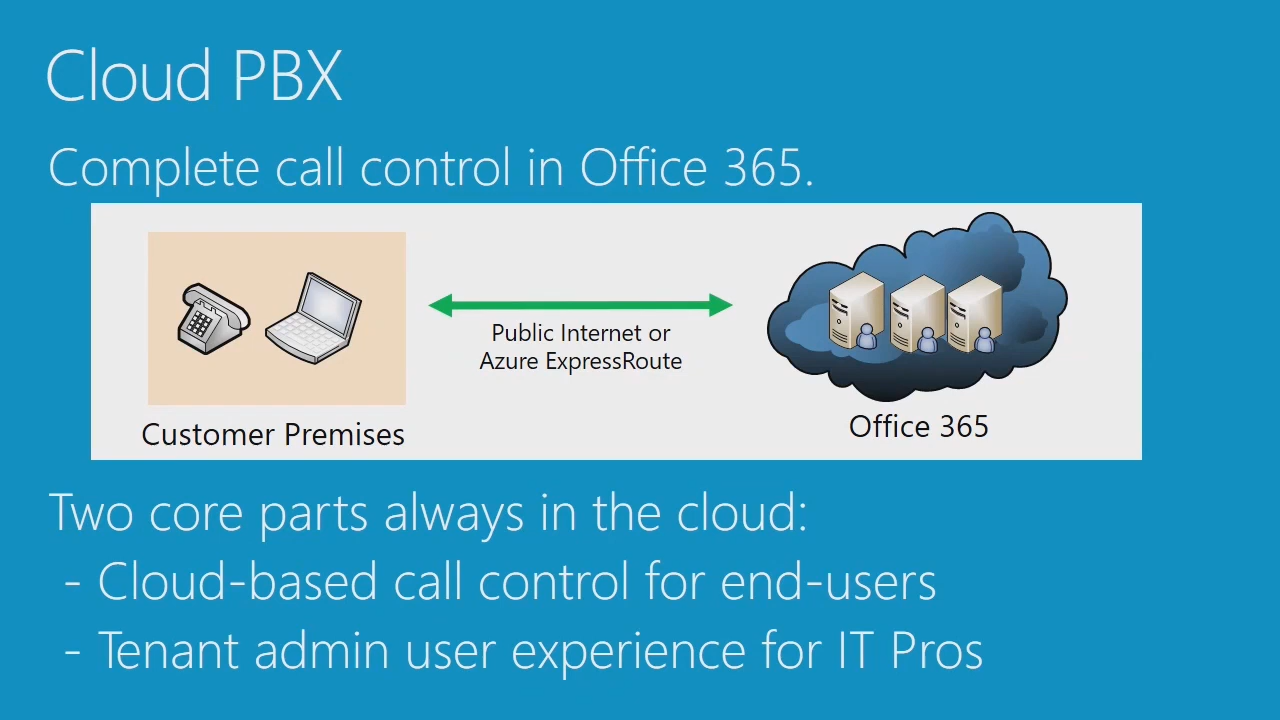 Cloud PBX
Complete call control in Office 365.
Public Internet or
Azure ExpressRoute
Customer Premises
Office 365
Two core parts always in the cloud:
- Cloud-based call control for end-users
- Tenant admin user experience for IT Pros